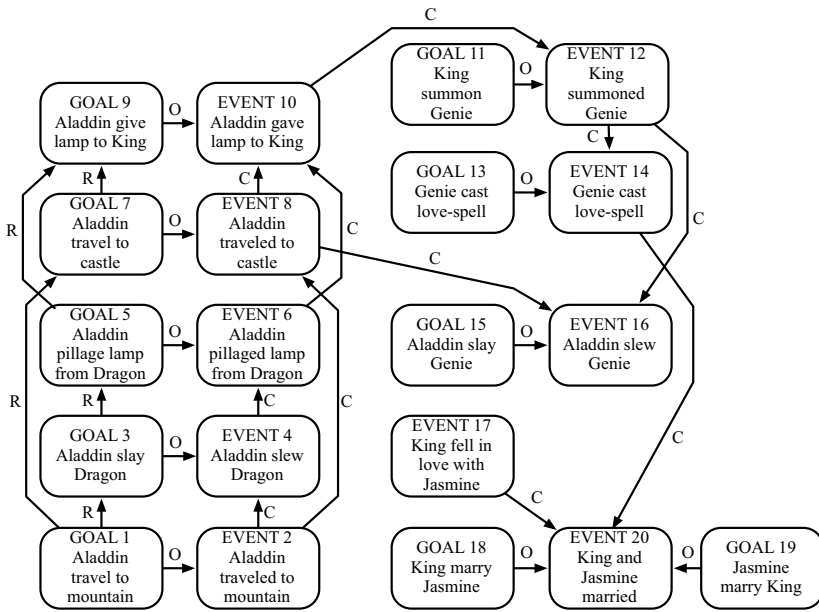 C
GOAL 11
King
summon
Genie
O
EVENT 12
King
summoned
Genie
GOAL 9
Aladdin give
lamp to King
O
EVENT 10
Aladdin gave
lamp to King
C
R
C
GOAL 13
Genie cast
love-spell
O
EVENT 14
Genie cast
love-spell
GOAL 7
Aladdin
travel to
castle
O
EVENT 8
Aladdin
traveled to
castle
R
C
C
C
GOAL 5
Aladdin
pillage lamp
from Dragon
O
EVENT 6
Aladdin
pillaged lamp
from Dragon
GOAL 15
Aladdin slay
Genie
O
EVENT 16
Aladdin slew
Genie
R
R
C
C
GOAL 3
Aladdin slay
Dragon
O
EVENT 4
Aladdin slew
Dragon
EVENT 17
King fell in
love with
Jasmine
C
R
C
C
GOAL 1
Aladdin
travel to
mountain
O
EVENT 2
Aladdin
traveled to
mountain
GOAL 18
King marry
Jasmine
O
EVENT 20
King and
Jasmine
married
O
GOAL 19
Jasmine
marry King